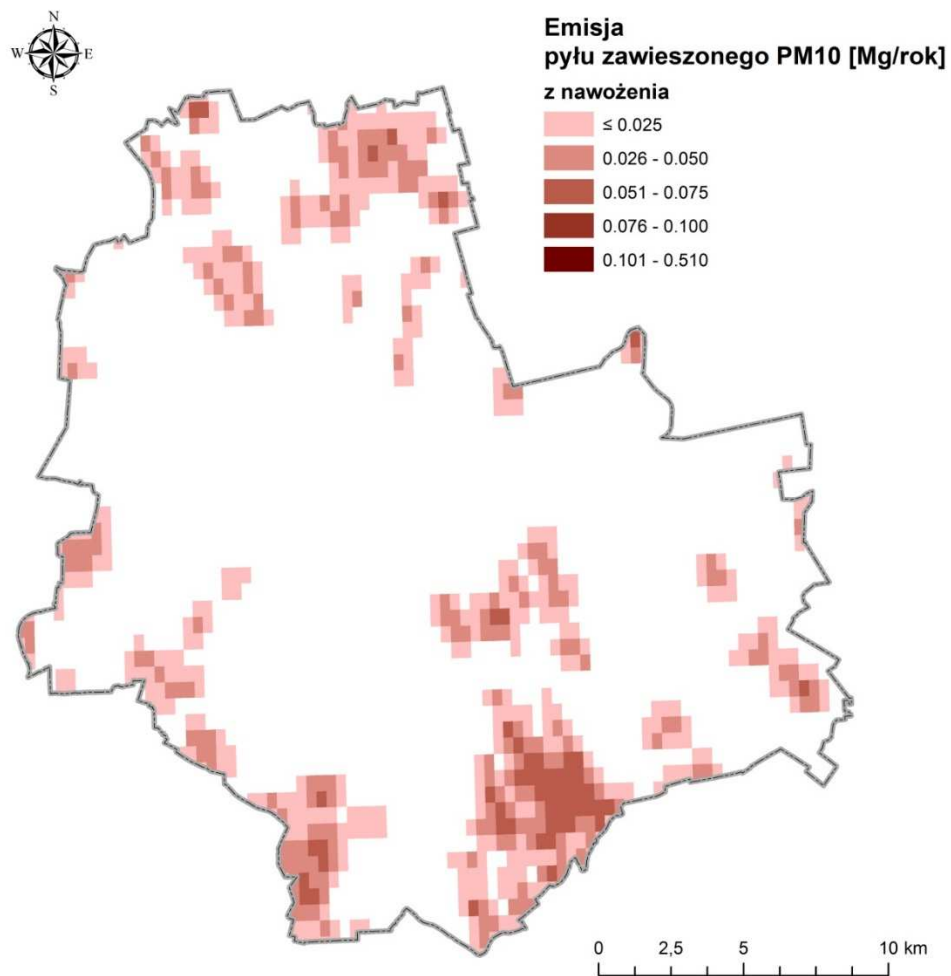 N
W E
S
Emisja
pyłu zawieszonego PM10 [Mg/rok]
z nawożenia
≤ 0.025
0.026 - 0.050
0.051 - 0.075
0.076 - 0.100
0.101 - 0.510
0 2,5 5 10 km